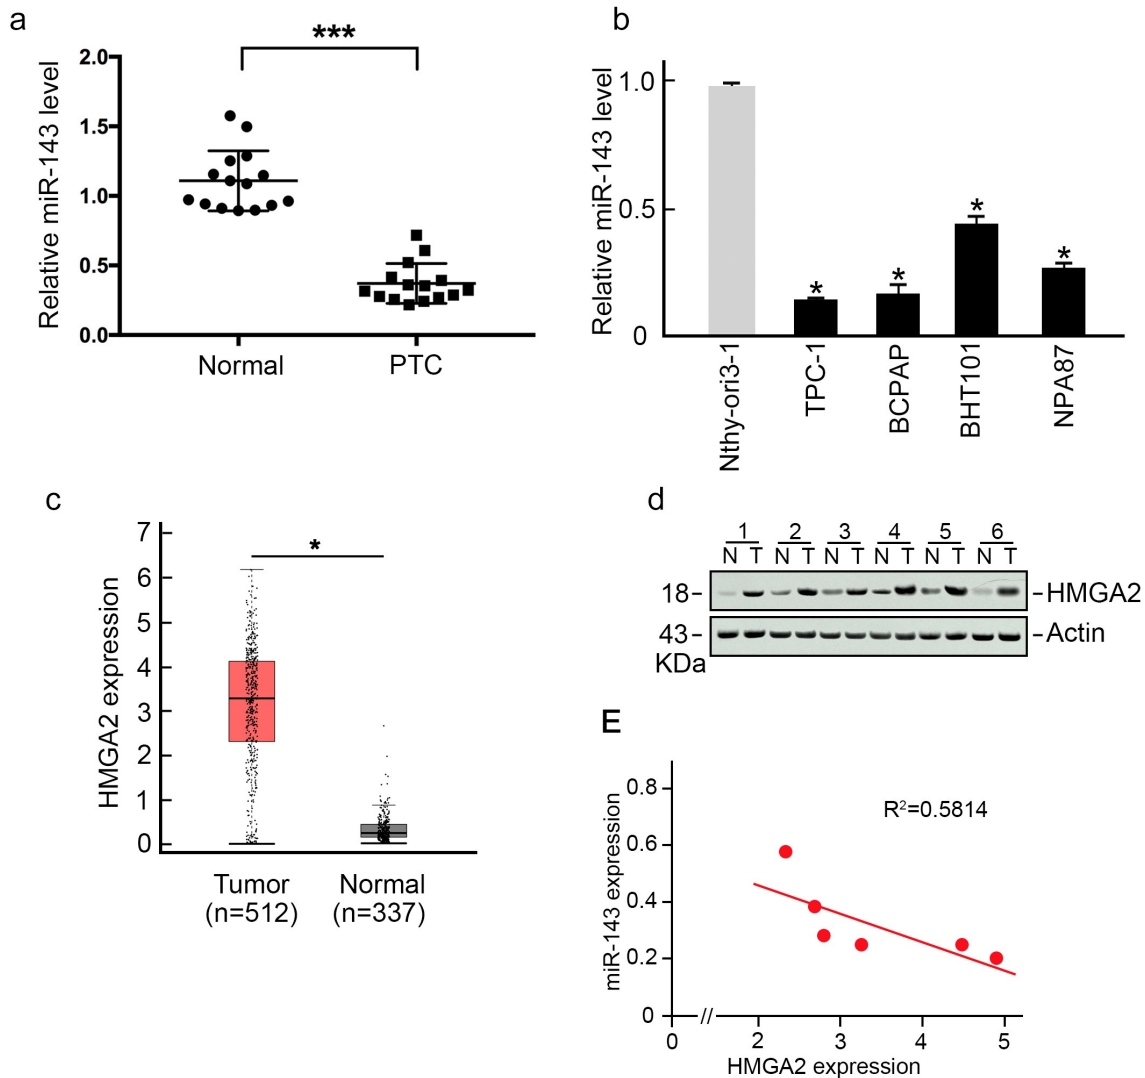 a
***
Relative miR-143 level
2.0
1.5
1.0
0.5
0.0
Normal
PTC
b
Relative miR-143 level
1.0
0.5
0
*
*
*
*
Nthy-ori3-1
TPC-1
BCPAP
BHT101
NPA87
c
HMGA2 expression
7
6
5
4
3
2
1
0
*
Tumor
(n=512)
Normal
(n=337)
d
1 2 3 4 5 6
N T N T N T N T N T N T
18- -HMGA2
43- -Actin
KDa
E
miR-143 expression
0.8
0.6
0.4
0.2
0
R²=0.5814
0 // 2 3 4 5
HMGA2 expression